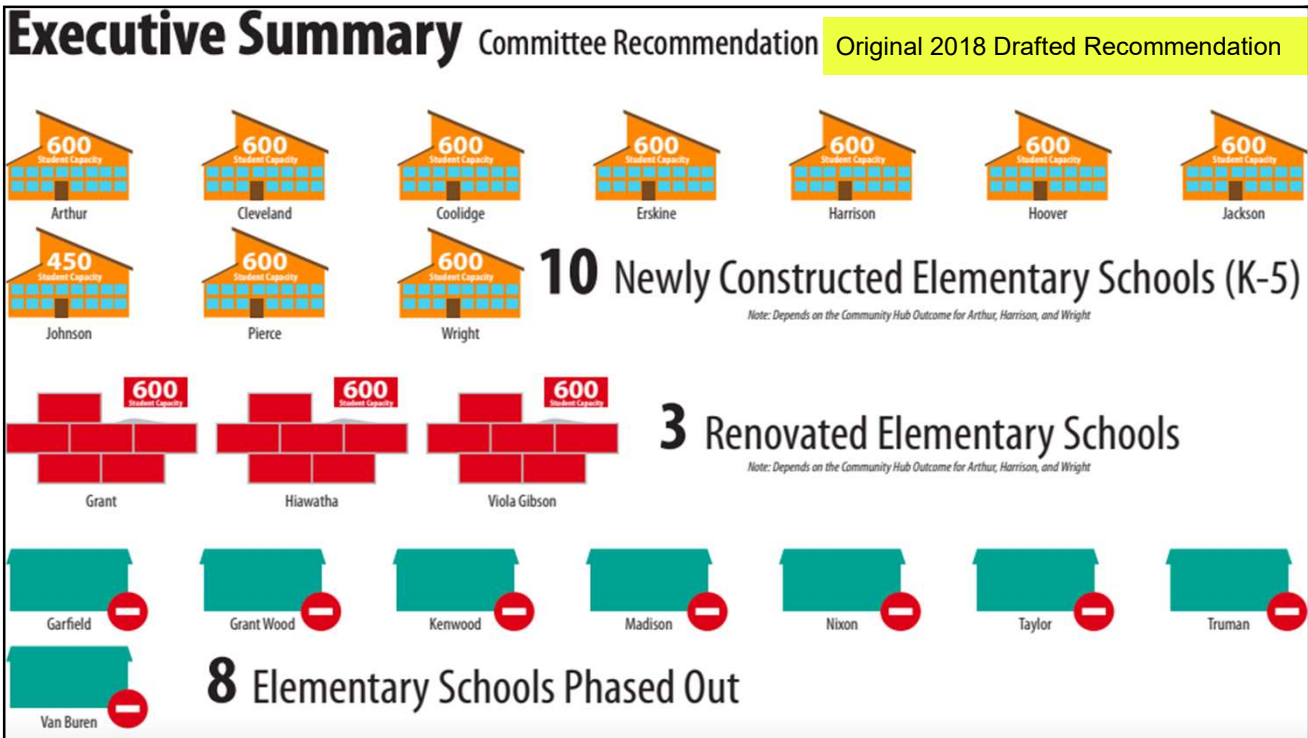 Executive Summary Committee Recommendation Original 2018 Drafted Recommendation
600 600 600 600 600 600 600
Student Capacity Student Capacity Student Capacity Student Capacity Student Capacity Student Capacity Student Capacity
Arthur Cleveland Coolidge Erskine Harrison Hoover Jackson
450 600 600
Student Capacity Student Capacity Student Capacity
10 Newly Constructed Elementary Schools (K-5)
Note: Depends on the Community Hub Outcome for Arthur, Harrison, and Wright
Johnson Pierce Wright
600 600 600
Student Capacity Student Capacity Student Capacity
3 Renovated Elementary Schools
Note: Depends on the Community Hub Outcome for Arthur, Harrison, and Wright
Grant Hiawatha Viola Gibson
Garfield Grant Wood Kenwood Madison Nixon Taylor Truman
8 Elementary Schools Phased Out
Van Buren